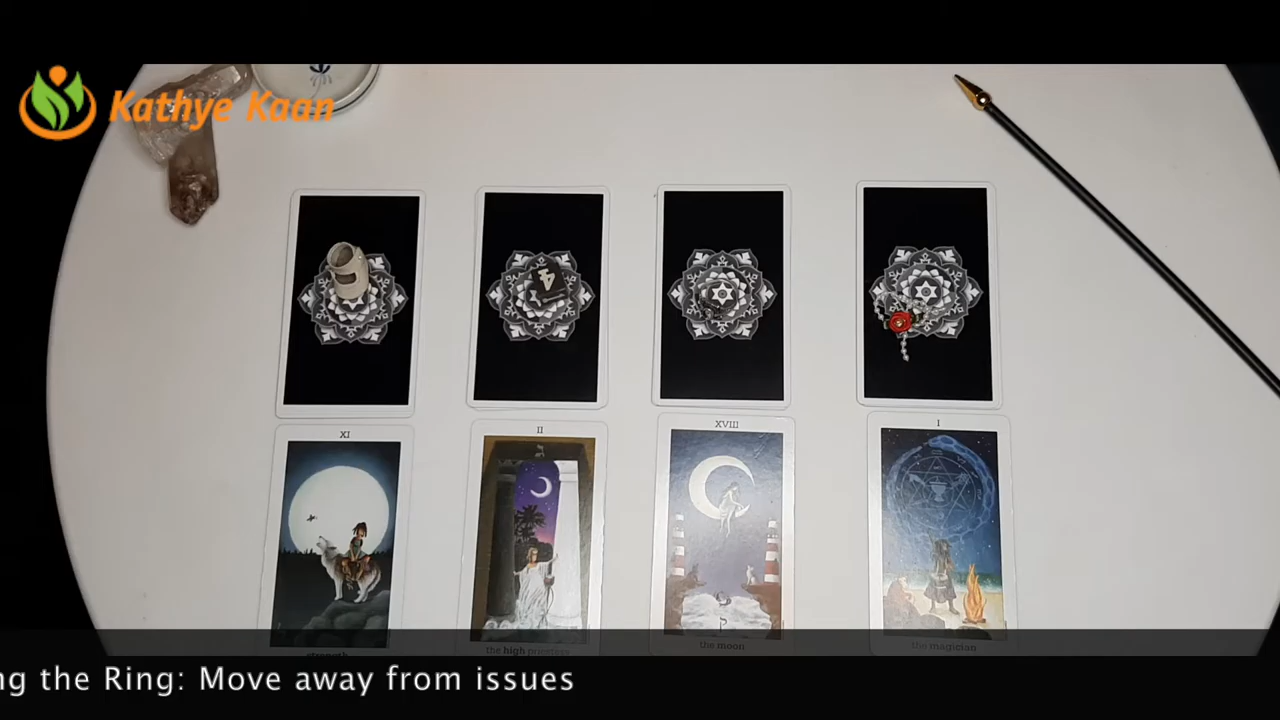 Kathye Kaan
XI
II
XVIII
I
strength
the high priestess
the moon
the magician
ng the Ring: Move away from issues